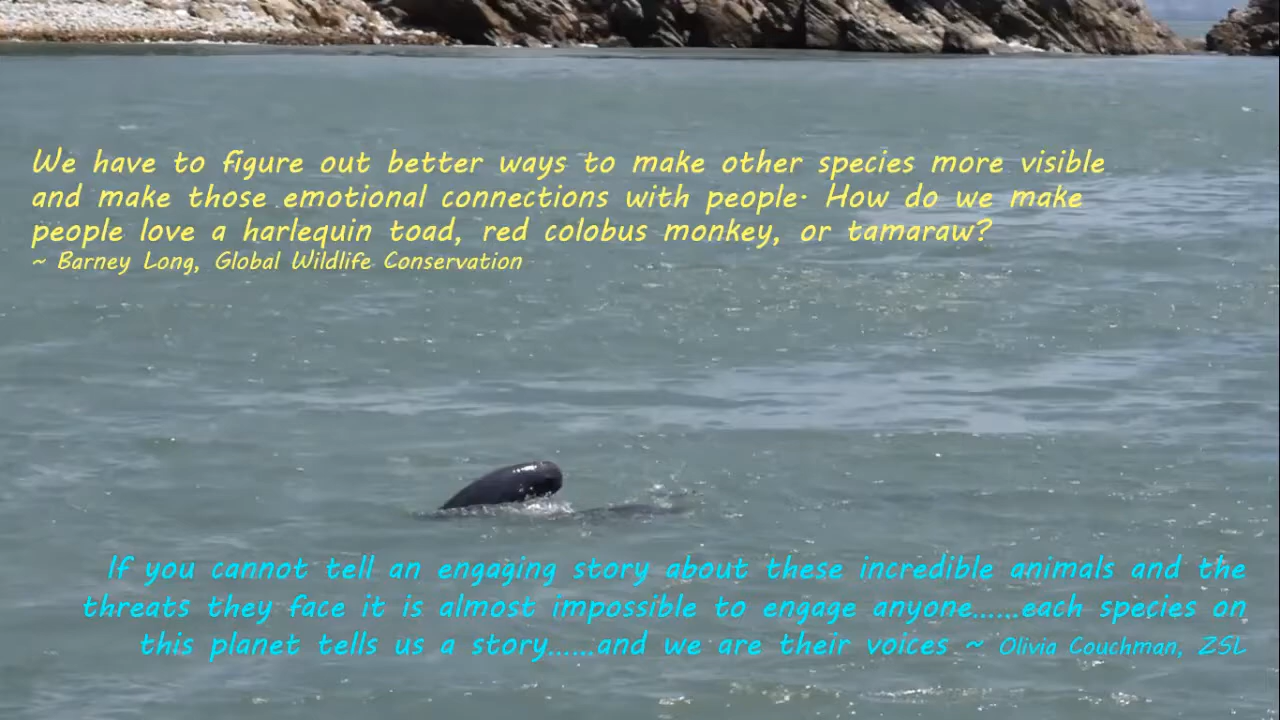 We have to figure out better ways to make other species more visible
and make those emotional connections with people. How do we make
people love a harlequin toad, red colobus monkey, or tamaraw?
~ Barney Long, Global Wildlife Conservation
If you cannot tell an engaging story about these incredible animals and the
threats they face it is almost impossible to engage anyone......each species on
this planet tells us a story......and we are their voices ~ Olivia Couchman, ZSL